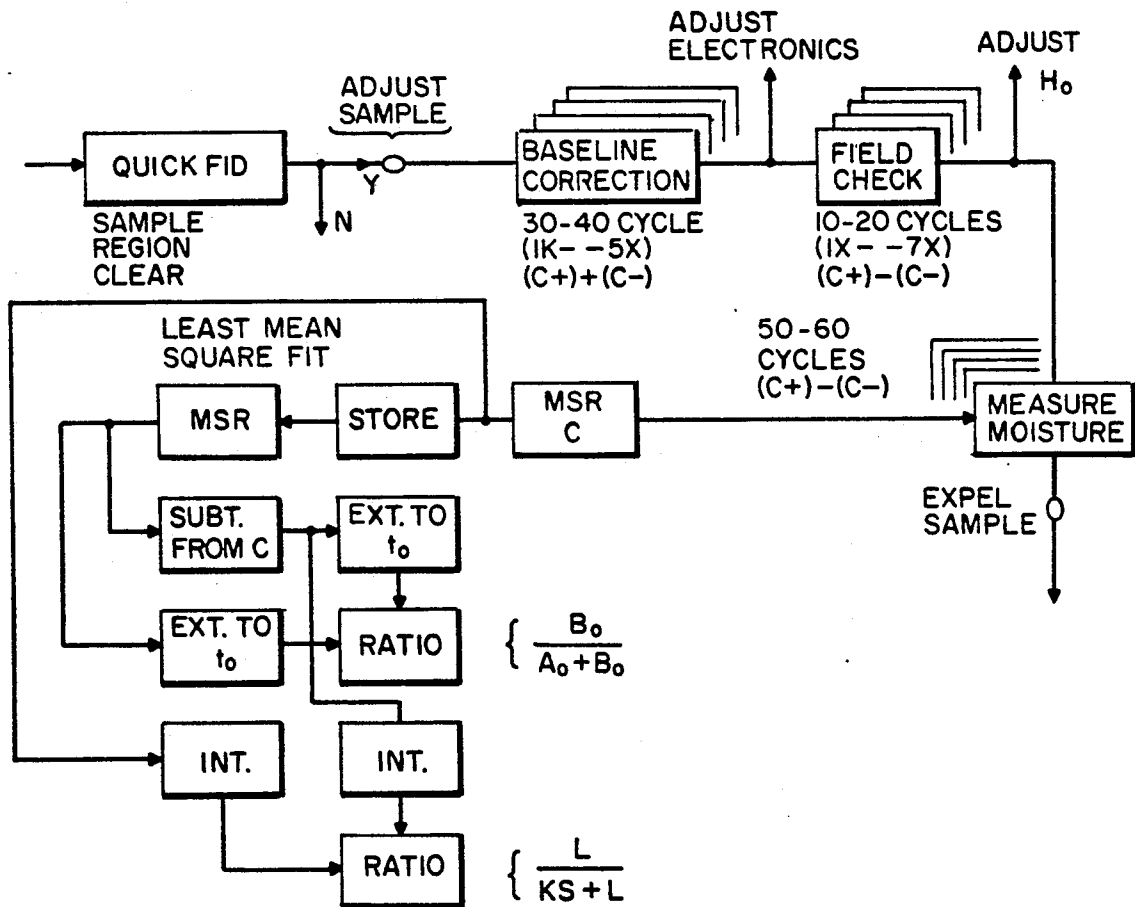 ADJUST
ELECTRONICS
ADJUST
H₀
ADJUST
SAMPLE
QUICK FID
Y
N
BASELINE
CORRECTION
FIELD
CHECK
SAMPLE
REGION
CLEAR
30-40 CYCLE
(1K- -5X)
(C+)+(C-)
10-20 CYCLES
(1X- -7X)
(C+)-(C-)
LEAST MEAN
SQUARE FIT
50-60
CYCLES
(C+)-(C-)
MSR
STORE
MSR
C
MEASURE
MOISTURE
SUBT.
FROM C
EXT. TO
t₀
EXPEL
SAMPLE
EXT. TO
t₀
RATIO
{ B₀
A₀+B₀
INT.
INT.
RATIO
{ L
KS+L